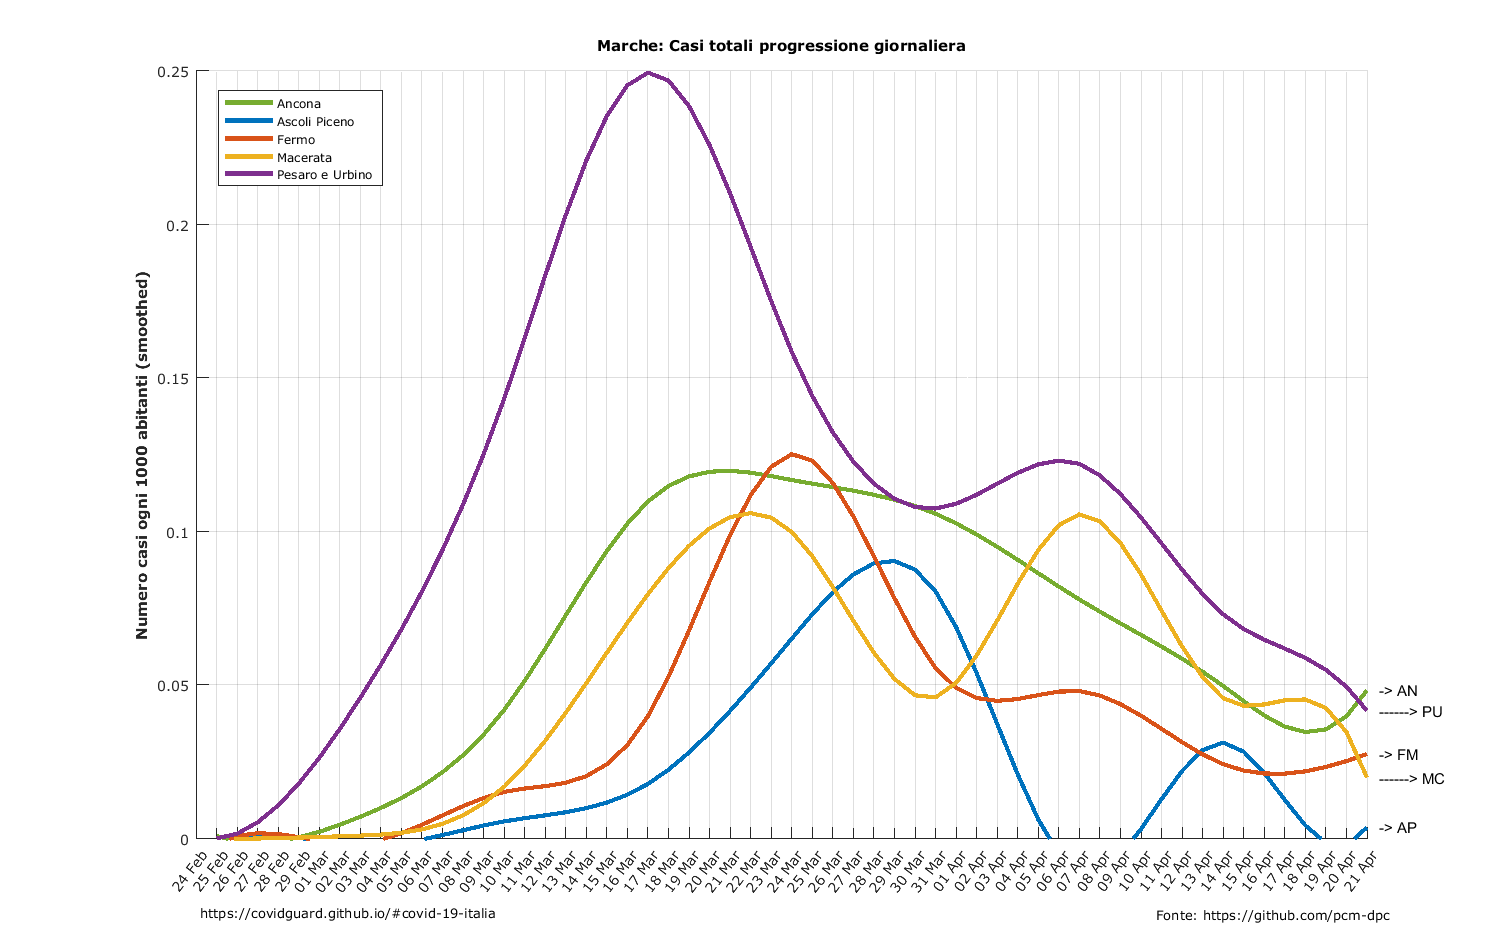 Marche: Casi totali progressione giornaliera
Numero casi ogni 1000 abitanti (smoothed)
0.25
0.2
0.15
0.1
0.05
0
Ancona
Ascoli Piceno
Fermo
Macerata
Pesaro e Urbino
-> AN
------> PU
-> FM
------> MC
-> AP
24 Feb
25 Feb
26 Feb
27 Feb
28 Feb
29 Feb
01 Mar
02 Mar
03 Mar
04 Mar
05 Mar
06 Mar
07 Mar
08 Mar
09 Mar
10 Mar
11 Mar
12 Mar
13 Mar
14 Mar
15 Mar
16 Mar
17 Mar
18 Mar
19 Mar
20 Mar
21 Mar
22 Mar
23 Mar
24 Mar
25 Mar
26 Mar
27 Mar
28 Mar
29 Mar
30 Mar
31 Mar
01 Apr
02 Apr
03 Apr
04 Apr
05 Apr
06 Apr
07 Apr
08 Apr
09 Apr
10 Apr
11 Apr
12 Apr
13 Apr
14 Apr
15 Apr
16 Apr
17 Apr
18 Apr
19 Apr
20 Apr
21 Apr
https://covidguard.github.io/#covid-19-italia
Fonte: https://github.com/pcm-dpc